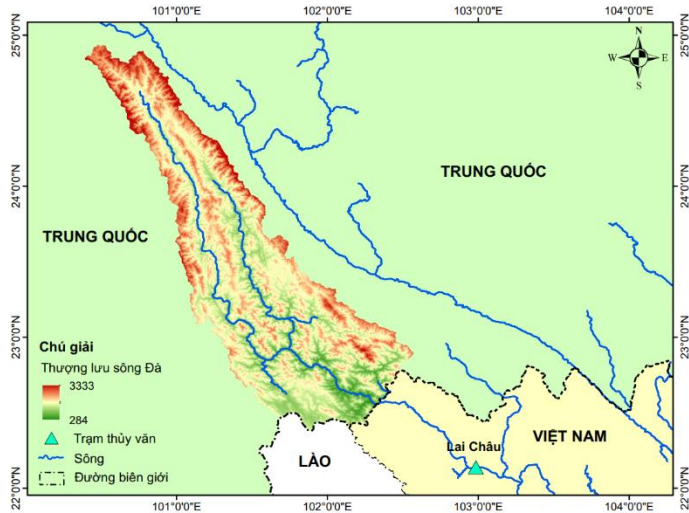 101°0'0"E
102°0'0"E
103°0'0"E
104°0'0"E
25°0'0"N
25°0'0"N
N
W
E
S
TRUNG QUỐC
24°0'0"N
24°0'0"N
TRUNG QUỐC
23°0'0"N
23°0'0"N
Chú giải
Thượng lưu sông Đà
3333
284
Trạm thủy văn
Sông
Đường biên giới
LÀO
Lai Châu
VIỆT NAM
22°0'0"N
22°0'0"N
101°0'0"E
102°0'0"E
103°0'0"E
104°0'0"E